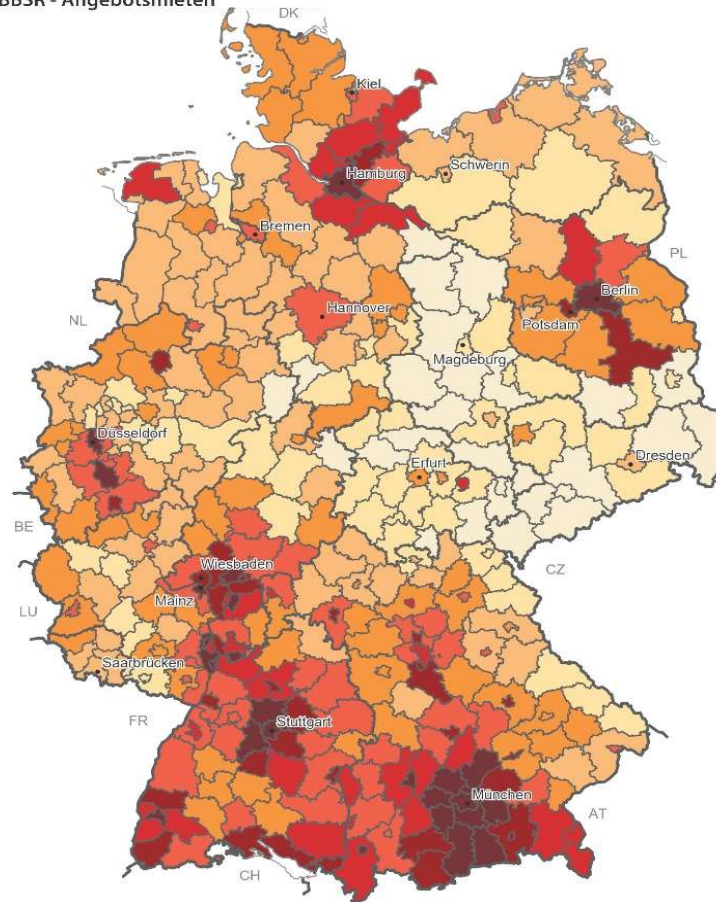 BBSR - Angebotsmieten
DK
Kiel
Schwerin
Hamburg
Bremen
PL
Berlin
Hannover
NL
Potsdam
Magdeburg
Düsseldorf
Dresden
Erfurt
BE
Wiesbaden
CZ
Mainz
LU
Saarbrücken
FR
Stuttgart
München
AT
CH